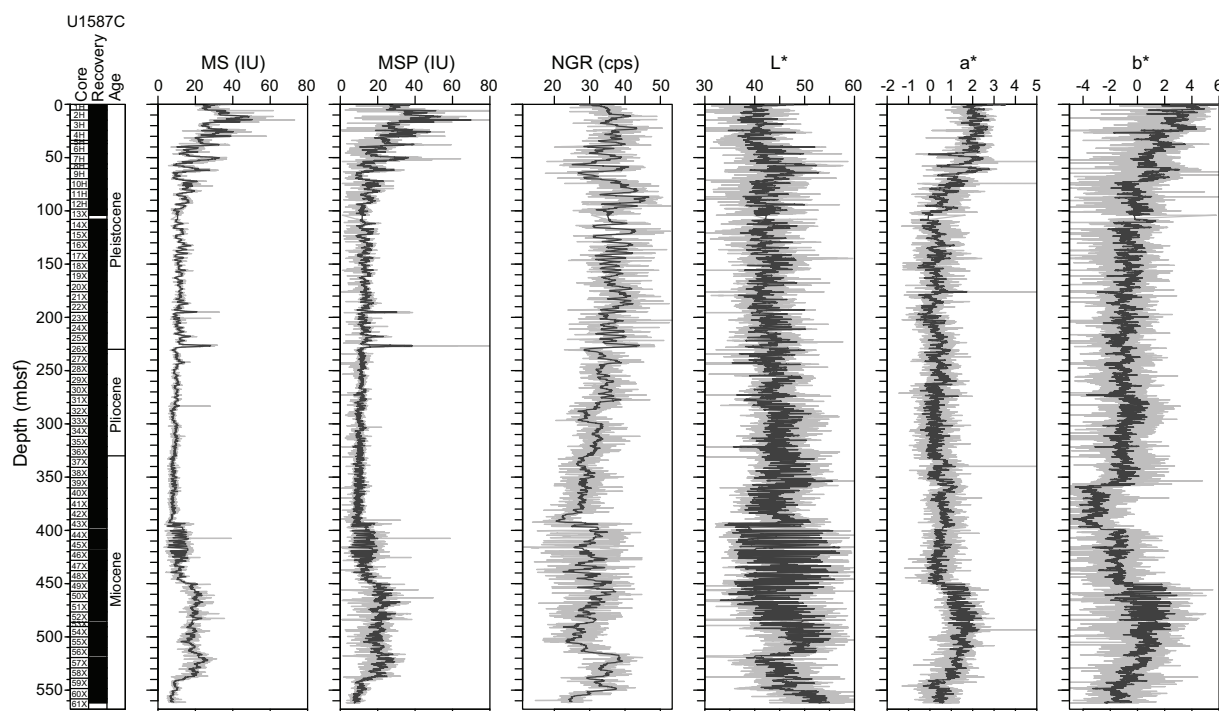 U1587C
Core
Recovery
Age
MS (IU)
MSP (IU)
NGR (cps)
L*
a*
b*
0 20 40 60 80
0 20 40 60 80
20 30 40 50
30 40 50 60
-2 -1 0 1 2 3 4 5
-4 -2 0 2 4 6
Depth (mbsf)
0
50
100
150
200
250
300
350
400
450
500
550
2H
3H
4H
6H
7H
9H
10H
11H
12H
13X
14X
15X
16X
17X
18X
19X
20X
21X
22X
23X
24X
25X
26X
27X
28X
29X
30X
31X
32X
33X
34X
35X
36X
37X
38X
39X
40X
41X
42X
43X
44X
45X
46X
47X
48X
49X
50X
51X
52X
54X
55X
56X
57X
58X
59X
60X
61X
Pleistocene
Pliocene
Miocene